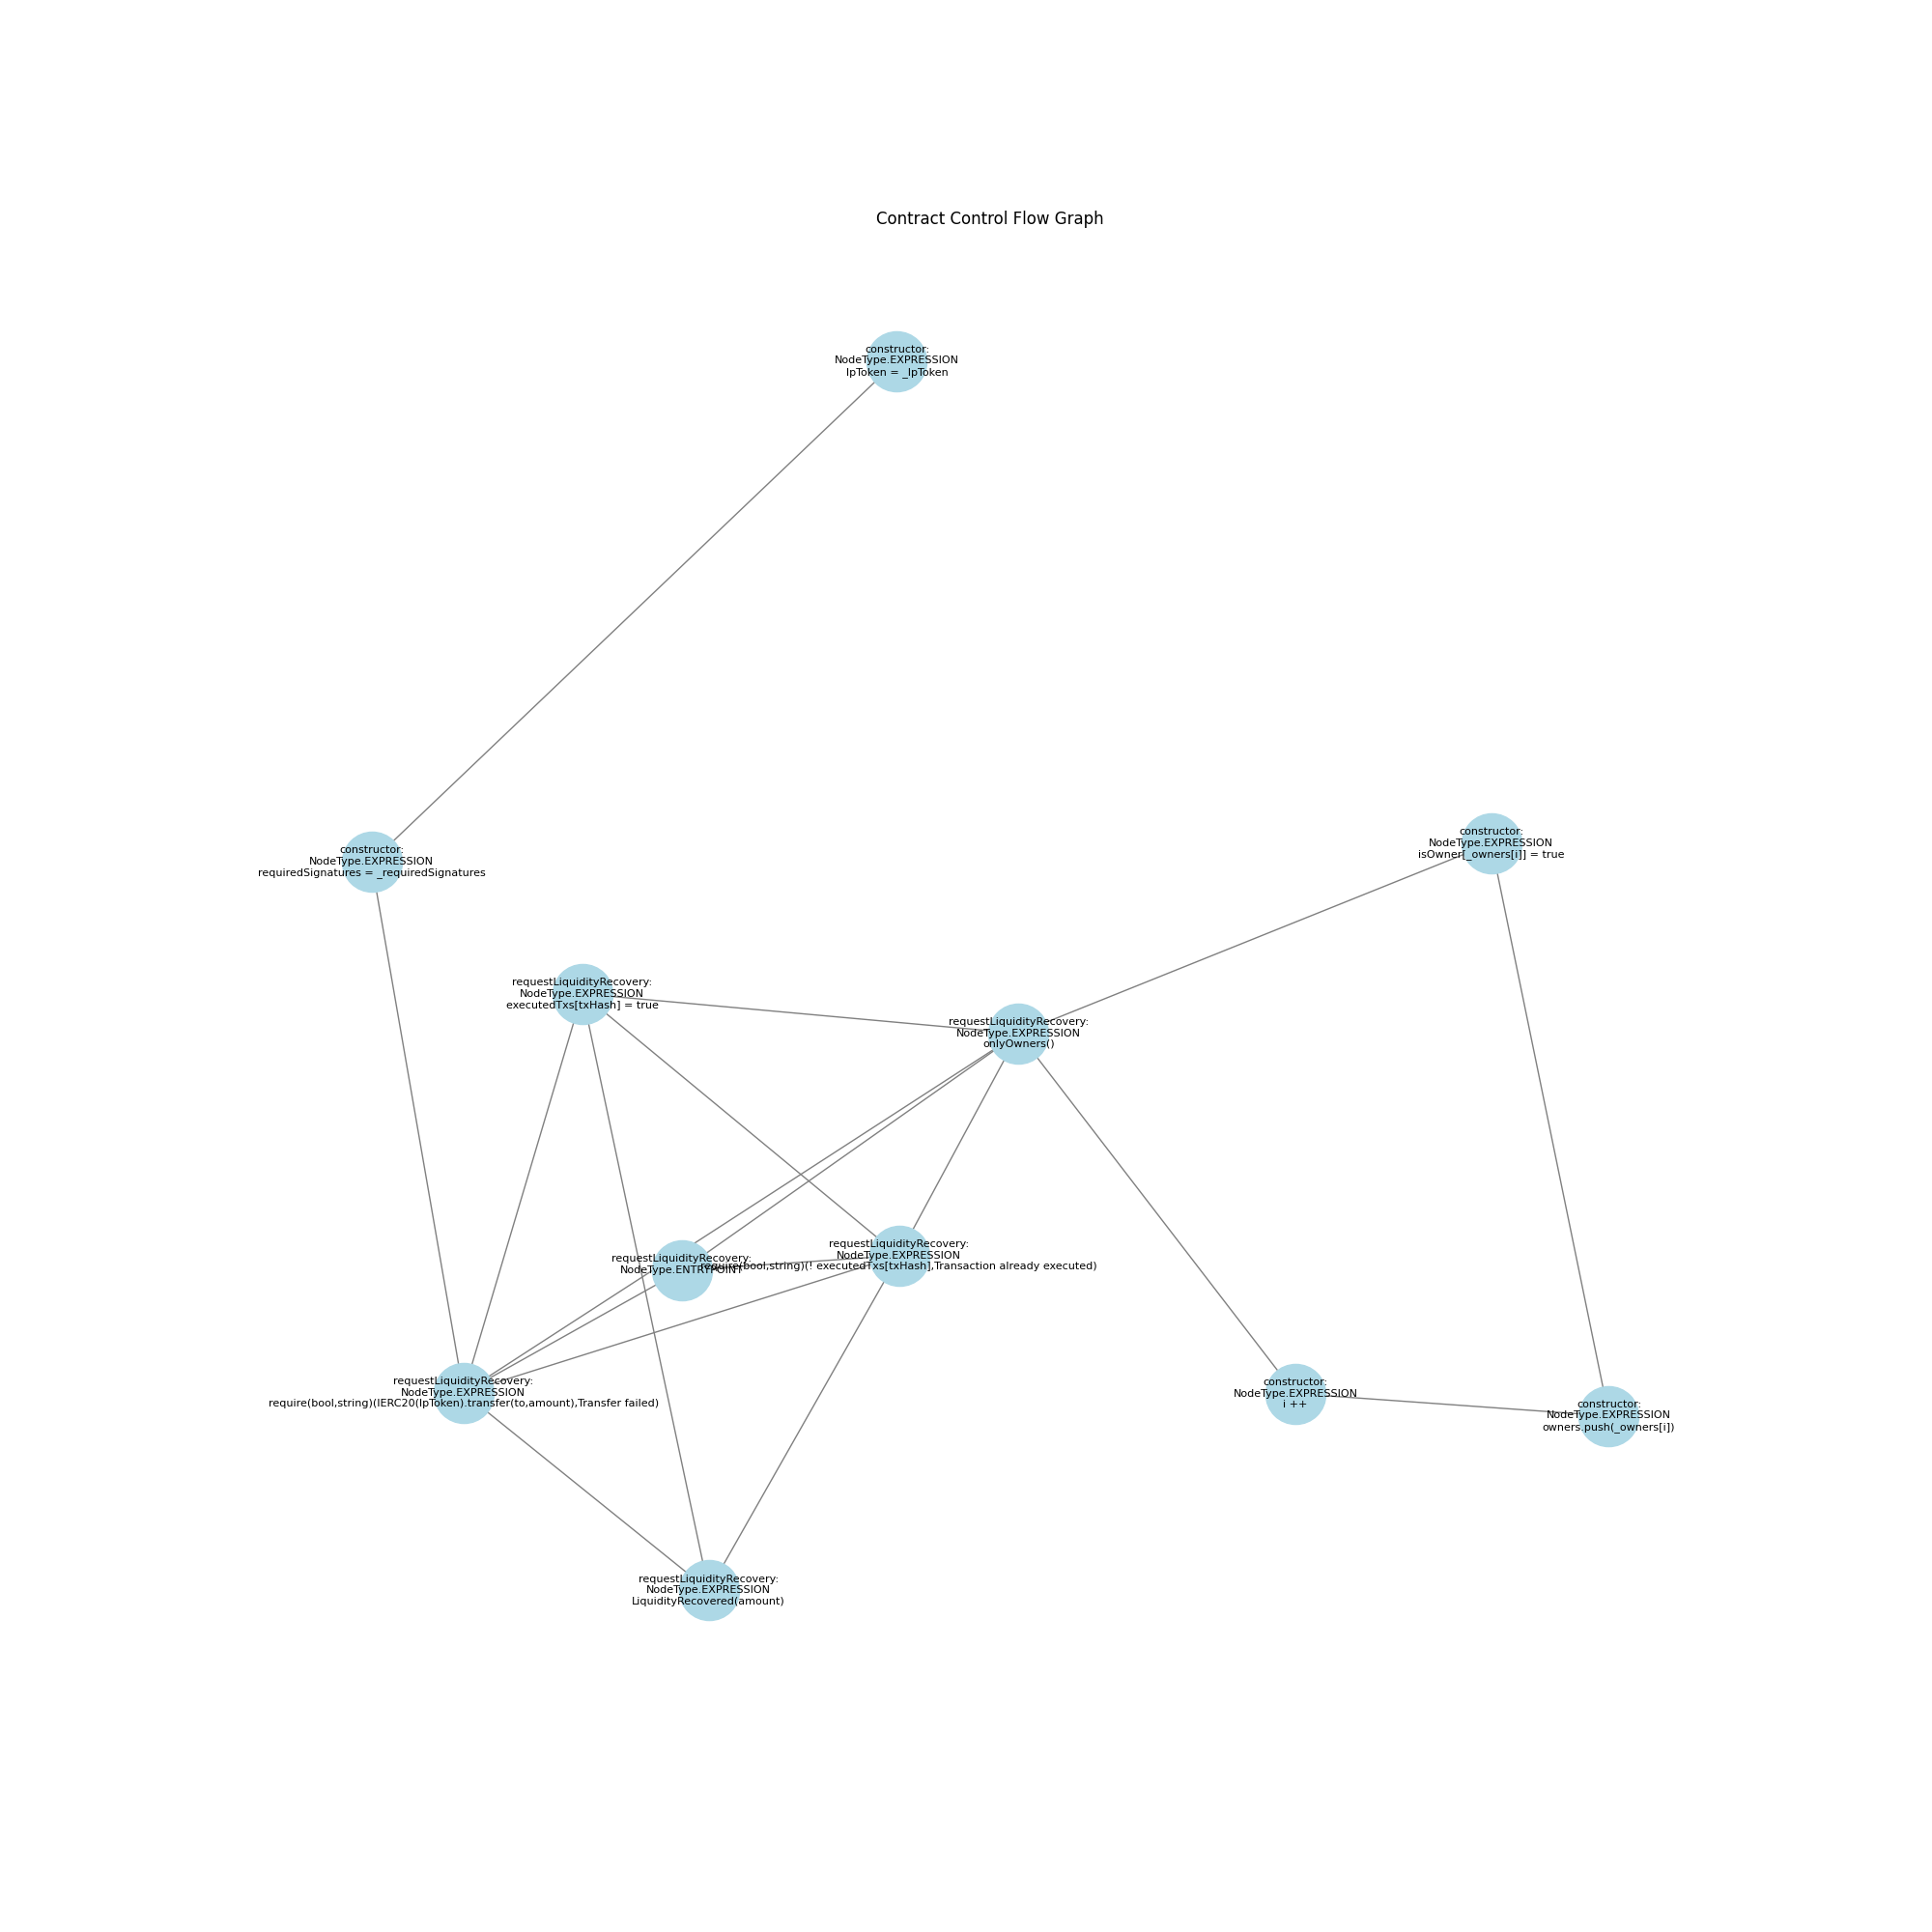 Contract Control Flow Graph
constructor:
NodeType.EXPRESSION
lpToken = _lpToken
constructor:
NodeType.EXPRESSION
isOwner[_owners[i]] = true
constructor:
NodeType.EXPRESSION
requiredSignatures = _requiredSignatures
requestLiquidityRecovery:
NodeType.EXPRESSION
executedTxs[txHash] = true
requestLiquidityRecovery:
NodeType.EXPRESSION
onlyOwners()
requestLiquidityRecovery:
NodeType.ENTRYPOINT
requestLiquidityRecovery:
NodeType.EXPRESSION
require(bool,string)(! executedTxs[txHash],Transaction already executed)
requestLiquidityRecovery:
NodeType.EXPRESSION
require(bool,string)(IERC20(lpToken).transfer(to,amount),Transfer failed)
constructor:
NodeType.EXPRESSION
i ++
constructor:
NodeType.EXPRESSION
owners.push(_owners[i])
requestLiquidityRecovery:
NodeType.EXPRESSION
LiquidityRecovered(amount)